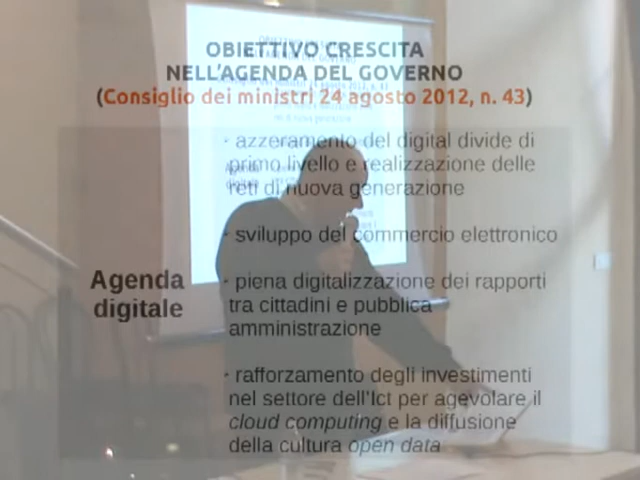 OBIETTIVO CRESCITA
NELL'AGENDA DEL GOVERNO
(Consiglio dei ministri 24 agosto 2012, n. 43)
- azzeramento del digital divide di
primo livello e realizzazione delle
reti di nuova generazione
- sviluppo del commercio elettronico
Agenda
digitale
- piena digitalizzazione dei rapporti
tra cittadini e pubblica
amministrazione
- rafforzamento degli investimenti
nel settore dell'Ict per agevolare il
cloud computing e la diffusione
della cultura open data